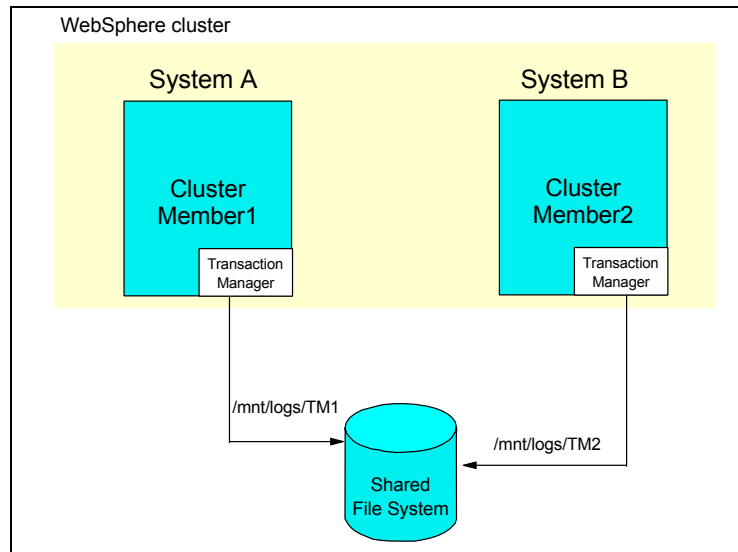 WebSphere cluster
System A
System B
Cluster
Member1
Cluster
Member2
Transaction
Manager
Transaction
Manager
/mnt/logs/TM1
/mnt/logs/TM2
Shared
File System